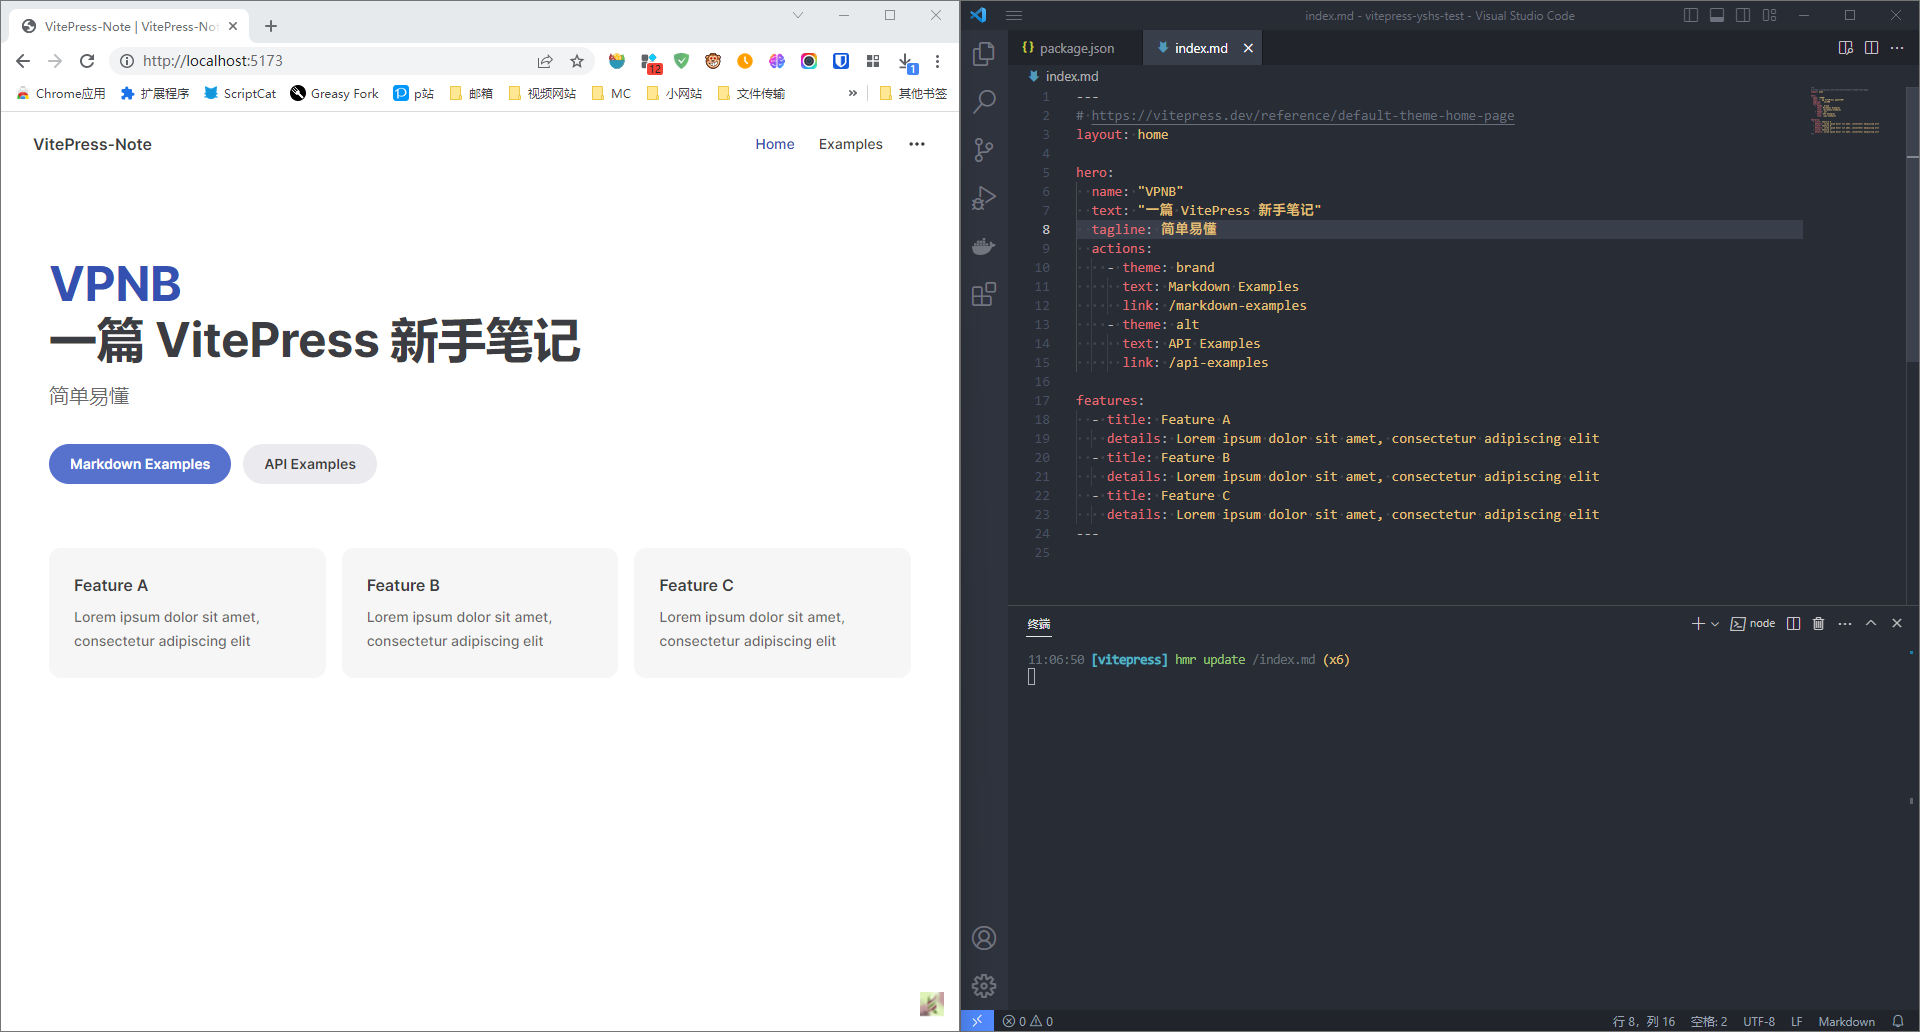 VitePress-Note | VitePress-No
http://localhost:5173
12
1
Chrome应用
扩展程序
ScriptCat
Greasy Fork
p站
邮箱
视频网站
MC
小网站
文件传输
»
其他书签
VitePress-Note
Home
Examples
VPNB
一篇 VitePress 新手笔记
简单易懂
Markdown Examples
API Examples
Feature A
Lorem ipsum dolor sit amet,
consectetur adipiscing elit
Feature B
Lorem ipsum dolor sit amet,
consectetur adipiscing elit
Feature C
Lorem ipsum dolor sit amet,
consectetur adipiscing elit
index.md - vitepress-yshs-test - Visual Studio Code
package.json
index.md
index.md
1 ---
2 # https://vitepress.dev/reference/default-theme-home-page
3 layout: home
4
5 hero:
6   name: "VPNB"
7   text: "一篇 VitePress 新手笔记"
8   tagline: 简单易懂
9   actions:
10     - theme: brand
11       text: Markdown Examples
12       link: /markdown-examples
13     - theme: alt
14       text: API Examples
15       link: /api-examples
16
17 features:
18   - title: Feature A
19     details: Lorem ipsum dolor sit amet, consectetur adipiscing elit
20   - title: Feature B
21     details: Lorem ipsum dolor sit amet, consectetur adipiscing elit
22   - title: Feature C
23     details: Lorem ipsum dolor sit amet, consectetur adipiscing elit
24 ---
25
终端
node
11:06:50 [vitepress] hmr update /index.md (x6)
0
0
行 8，列 16
空格: 2
UTF-8
LF
Markdown